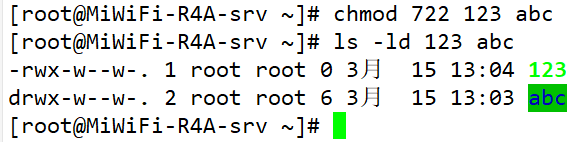 [root@MiWiFi-R4A-srv ~]# chmod 722 123 abc
[root@MiWiFi-R4A-srv ~]# ls -ld 123 abc
-rwx-w--w-. 1 root root 0 3月  15 13:04 123
drwx-w--w-. 2 root root 6 3月  15 13:03 abc
[root@MiWiFi-R4A-srv ~]#